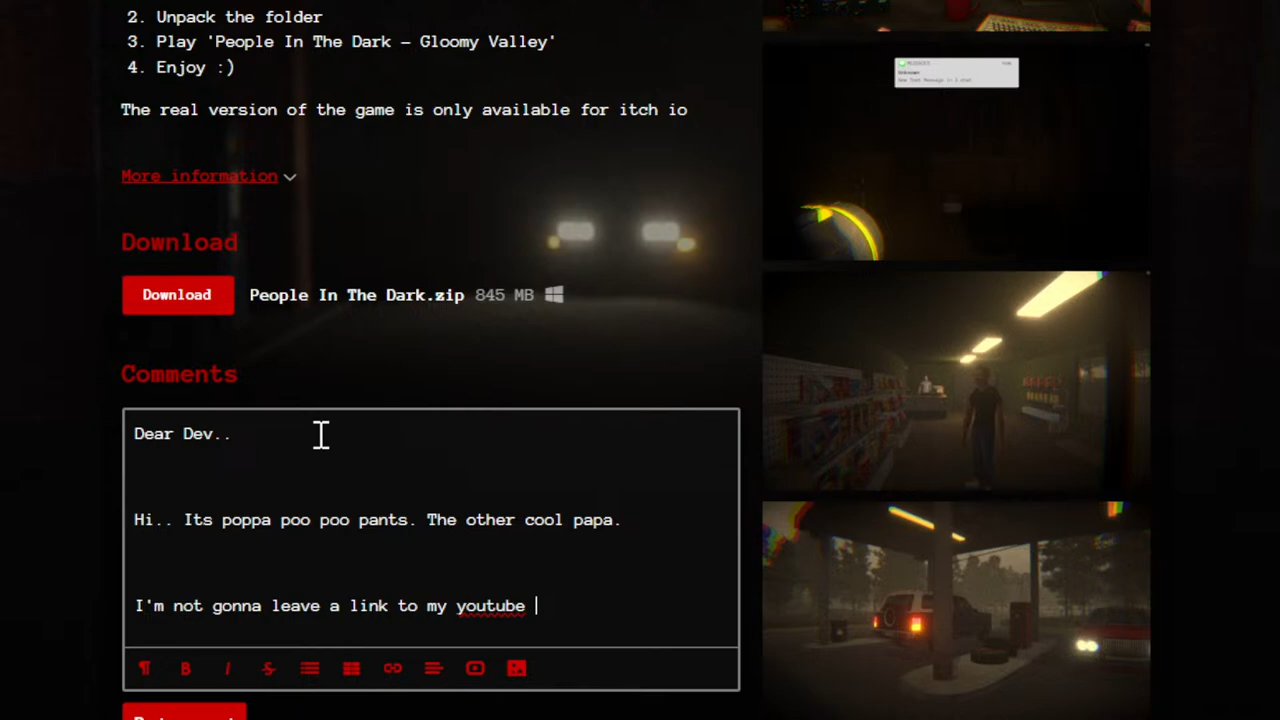 2. Unpack the folder
3. Play 'People In The Dark – Gloomy Valley'
4. Enjoy :)
The real version of the game is only available for itch io
More information
Download
Download People In The Dark.zip 845 MB
Comments
Dear Dev..
Hi.. Its poppa poo poo pants. The other cool papa.
I'm not gonna leave a link to my youtube
B I S
Unknown